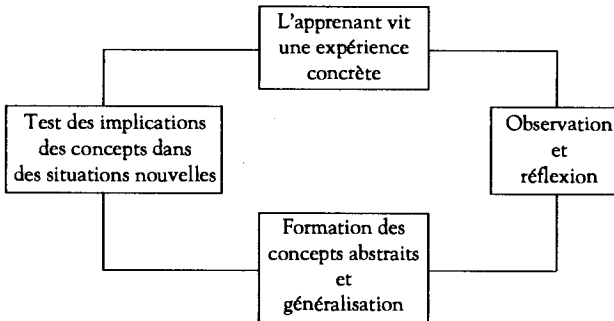 L'apprenant vit
une expérience
concrète
Test des implications
des concepts dans
des situations nouvelles
Observation
et
réflexion
Formation des
concepts abstraits
et
généralisation